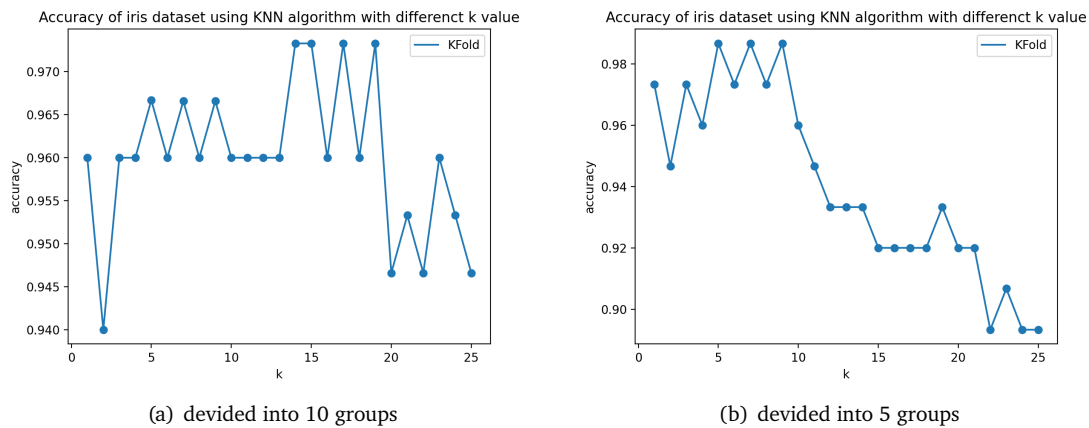 Accuracy of iris dataset using KNN algorithm with differenct k value
KFold
0.970
0.965
0.960
0.955
0.950
0.945
0.940
accuracy
0 5 10 15 20 25
k
(a) devided into 10 groups
Accuracy of iris dataset using KNN algorithm with differenct k value
KFold
0.98
0.96
0.94
0.92
0.90
accuracy
0 5 10 15 20 25
k
(b) devided into 5 groups